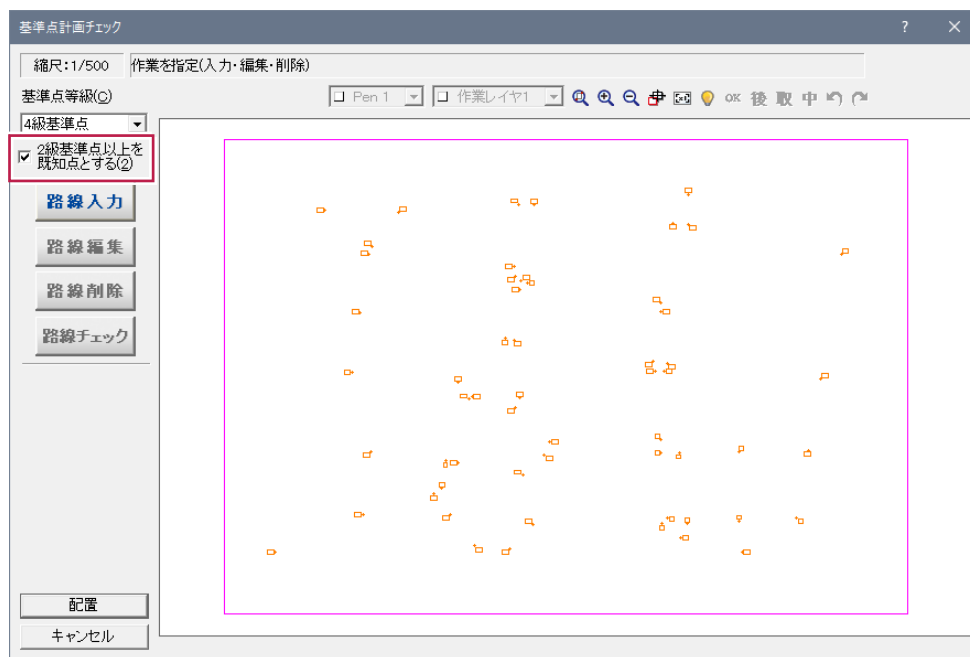 基準点計画チェック
?
縮尺:1/500
作業を指定(入力・編集・削除)
基準点等級(C)
Pen 1
作業レイヤ1
OK 後 取 中
4級基準点
2級基準点以上を
既知点とする(2)
路線入力
路線編集
路線削除
路線チェック
配置
キャンセル